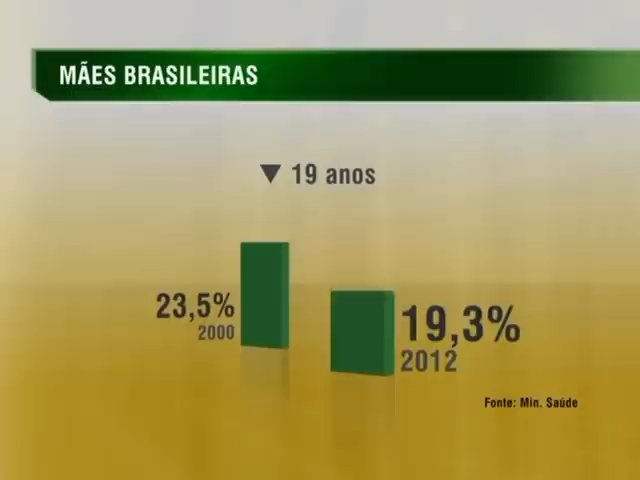 MÃES BRASILEIRAS
▼ 19 anos
23,5%
2000
19,3%
2012
Fonte: Min. Saúde